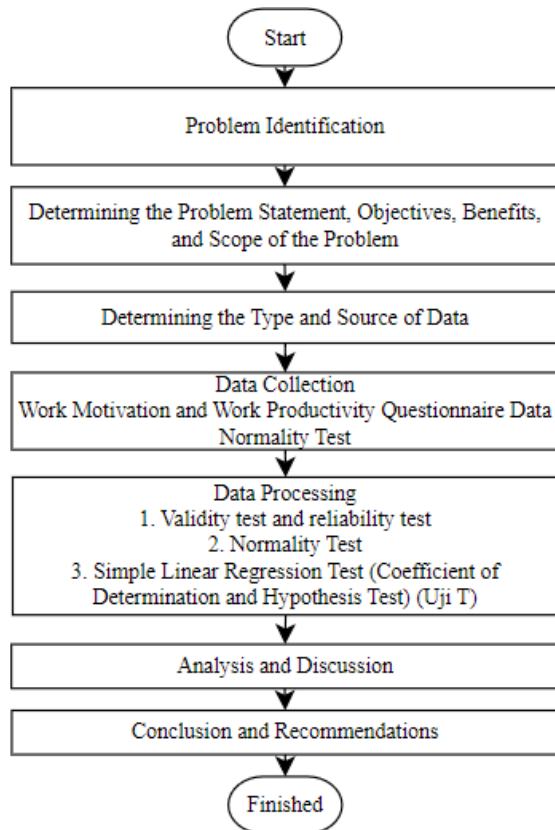 Start
Problem Identification
Determining the Problem Statement, Objectives, Benefits,
and Scope of the Problem
Determining the Type and Source of Data
Data Collection
Work Motivation and Work Productivity Questionnaire Data
Normality Test
Data Processing
1. Validity test and reliability test
2. Normality Test
3. Simple Linear Regression Test (Coefficient of
Determination and Hypothesis Test) (Uji T)
Analysis and Discussion
Conclusion and Recommendations
Finished